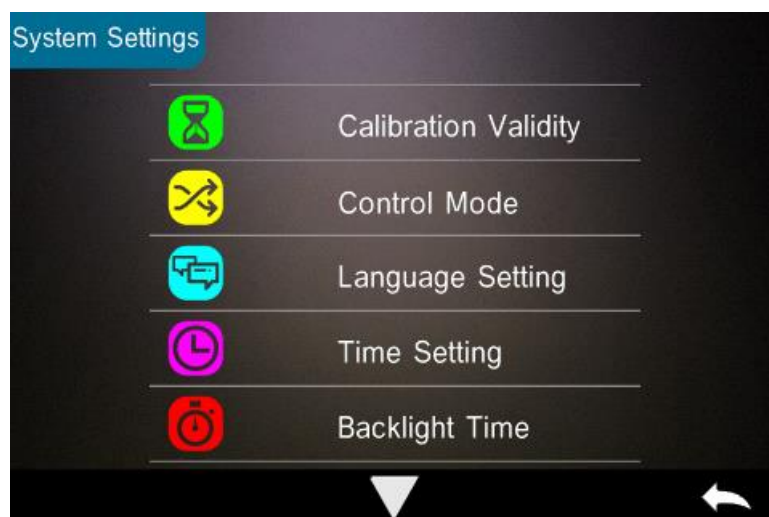 System Settings
Calibration Validity
Control Mode
Language Setting
Time Setting
Backlight Time